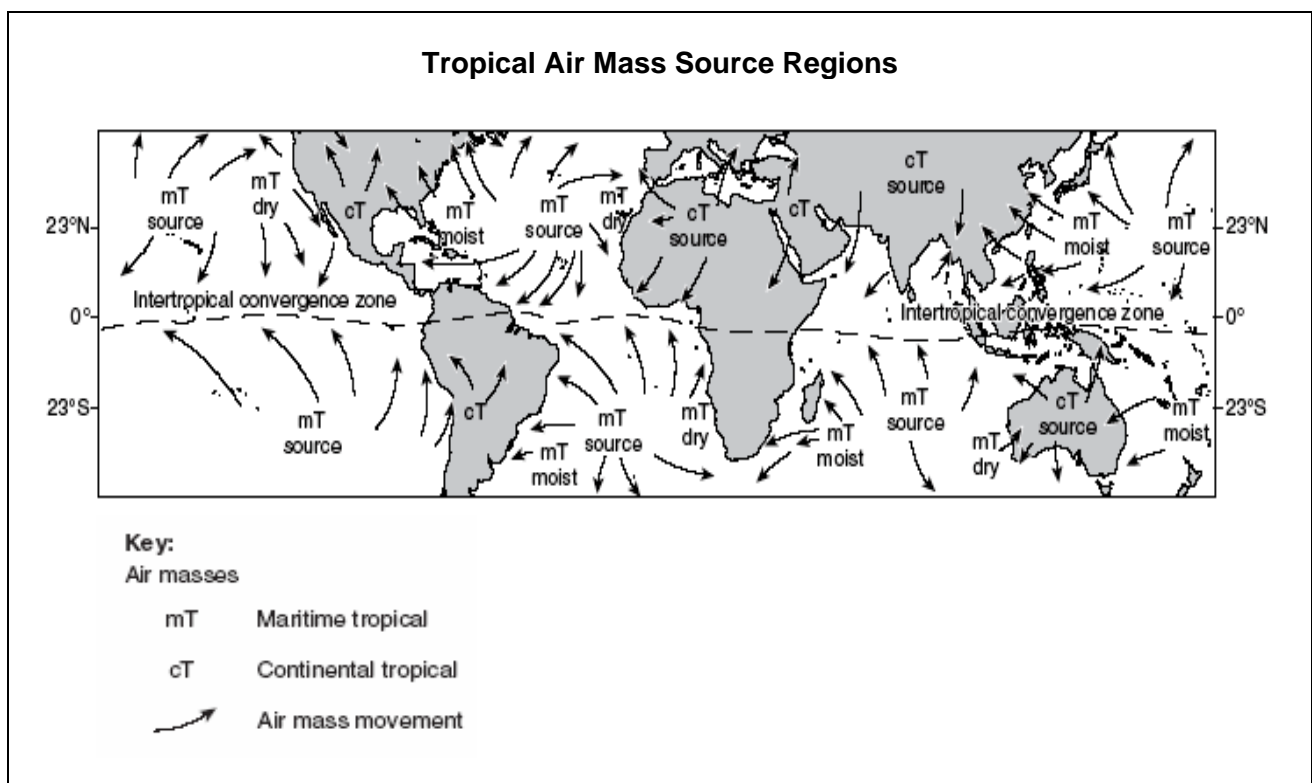 Tropical Air Mass Source Regions
mT
source
mT
dry
cT
mT
moist
mT
source
mT
dry
cT
source
cT
cT
source
mT
moist
mT
source
23°N
23°N
Intertropical convergence zone
Intertropical convergence zone
0°
0°
23°S
23°S
mT
source
cT
mT
moist
mT
source
mT
dry
mT
moist
mT
source
mT
dry
cT
source
mT
moist
Key:
Air masses
mT Maritime tropical
cT Continental tropical
Air mass movement